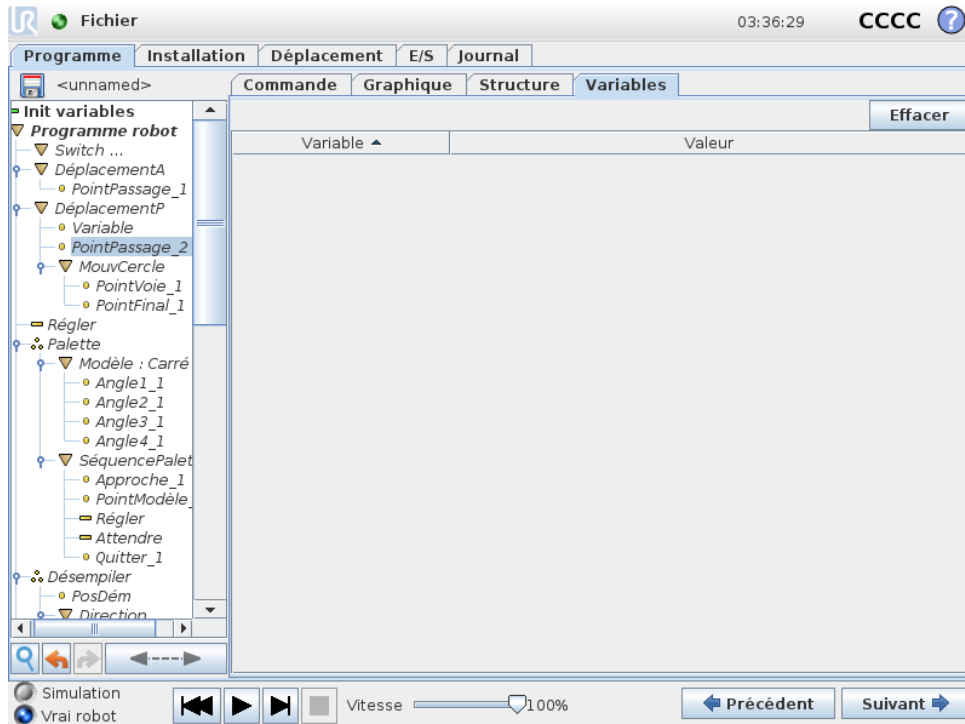 Fichier 03:36:29 CCCC ?
Programme Installation Déplacement E/S Journal
<unnamed> Commande Graphique Structure Variables
Effacer
Variable Valeur
Init variables
Programme robot
Switch ...
DéplacementA
PointPassage_1
DéplacementP
Variable
PointPassage_2
MouvCercle
PointVoie_1
PointFinal_1
Régler
Palette
Modèle : Carré
Angle1_1
Angle2_1
Angle3_1
Angle4_1
SéquencePalet
Approche_1
PointModèle_
Régler
Attendre
Quitter_1
Désempiler
PosDém
Direction
Simulation
Vrai robot
Vitesse 100%
Précédent Suivant